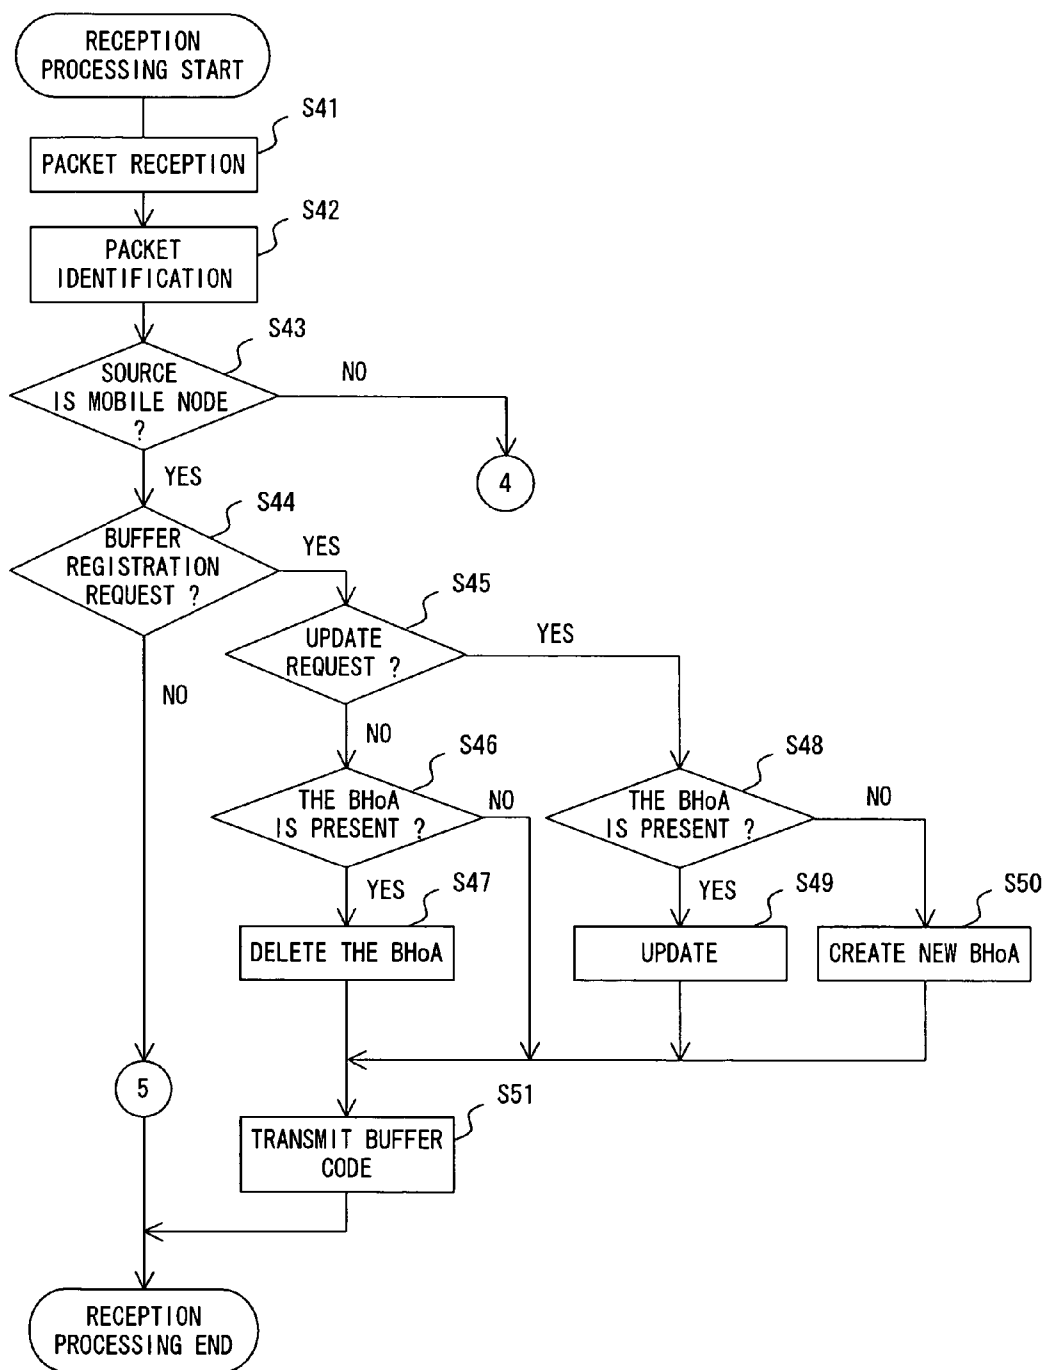 RECEPTION
PROCESSING START
S41
PACKET RECEPTION
S42
PACKET
IDENTIFICATION
S43
SOURCE
IS MOBILE NODE
?
NO
4
YES
S44
BUFFER
REGISTRATION
REQUEST ?
YES
S45
UPDATE
REQUEST ?
YES
NO
NO
S46
THE BHoA
IS PRESENT ?
NO
S48
THE BHoA
IS PRESENT ?
NO
YES
S47
DELETE THE BHoA
YES
S49
UPDATE
S50
CREATE NEW BHoA
5
S51
TRANSMIT BUFFER
CODE
RECEPTION
PROCESSING END